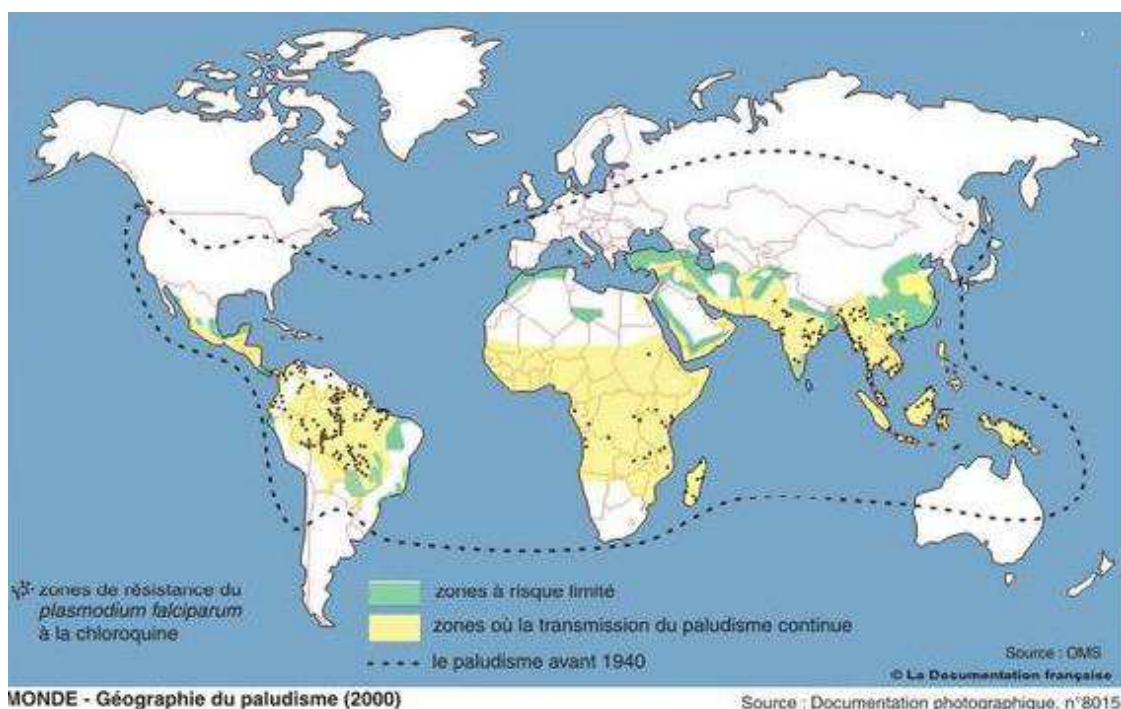 zones de résistance du
plasmodium falciparum
à la chloroquine
zones à risque limité
zones où la transmission du paludisme continue
le paludisme avant 1940
Source : OMS
© La Documentation française
MONDE - Géographie du paludisme (2000)
Source : Documentation photographique, n°8015